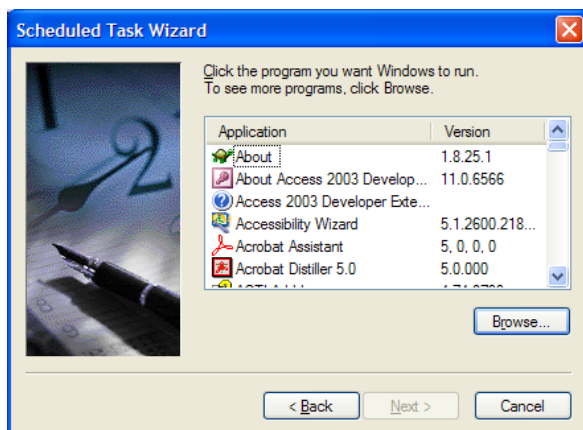 Scheduled Task Wizard
Click the program you want Windows to run.
To see more programs, click Browse.
Application Version
About 1.8.25.1
About Access 2003 Develop... 11.0.6566
Access 2003 Developer Exte...
Accessibility Wizard 5.1.2600.218...
Acrobat Assistant 5, 0, 0, 0
Acrobat Distiller 5.0 5.0.000
Browse...
< Back Next > Cancel